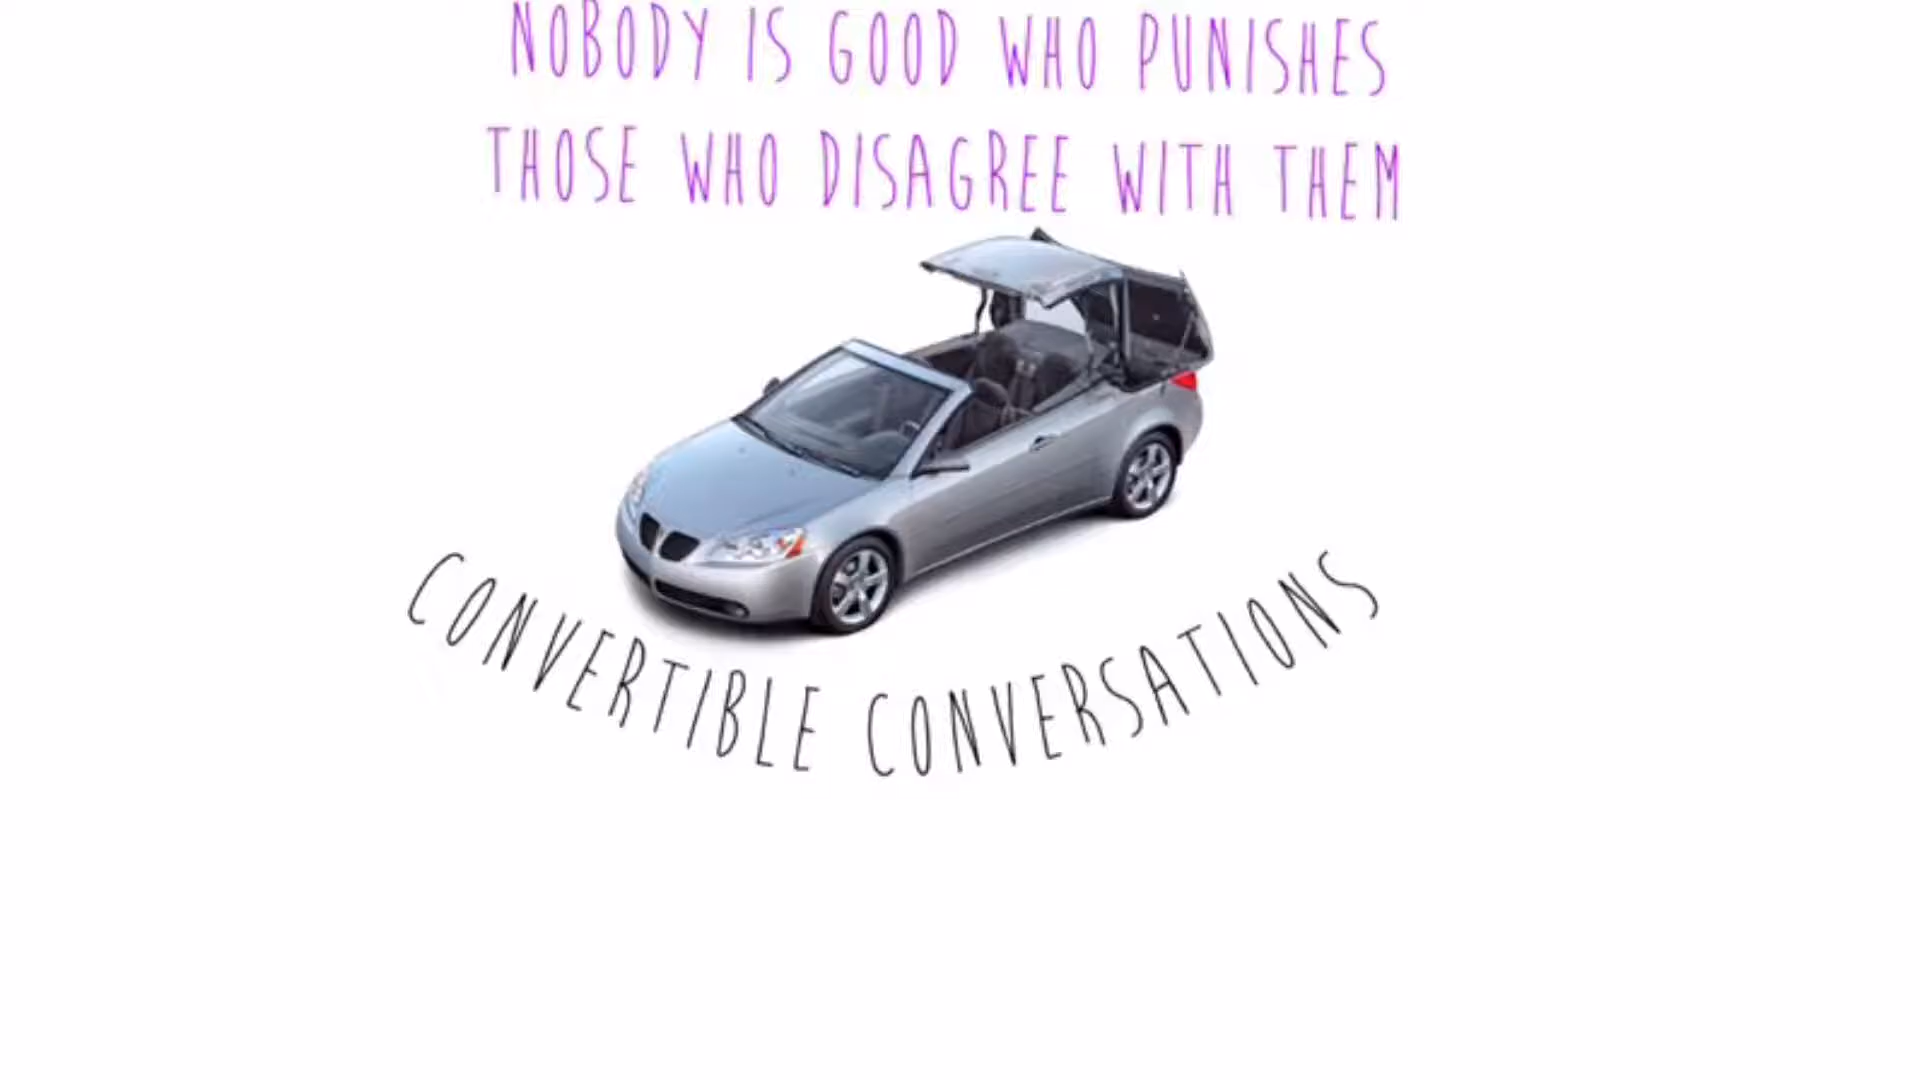 NOBODY IS GOOD WHO PUNISHES
THOSE WHO DISAGREE WITH THEM
CONVERTIBLE CONVERSATIONS